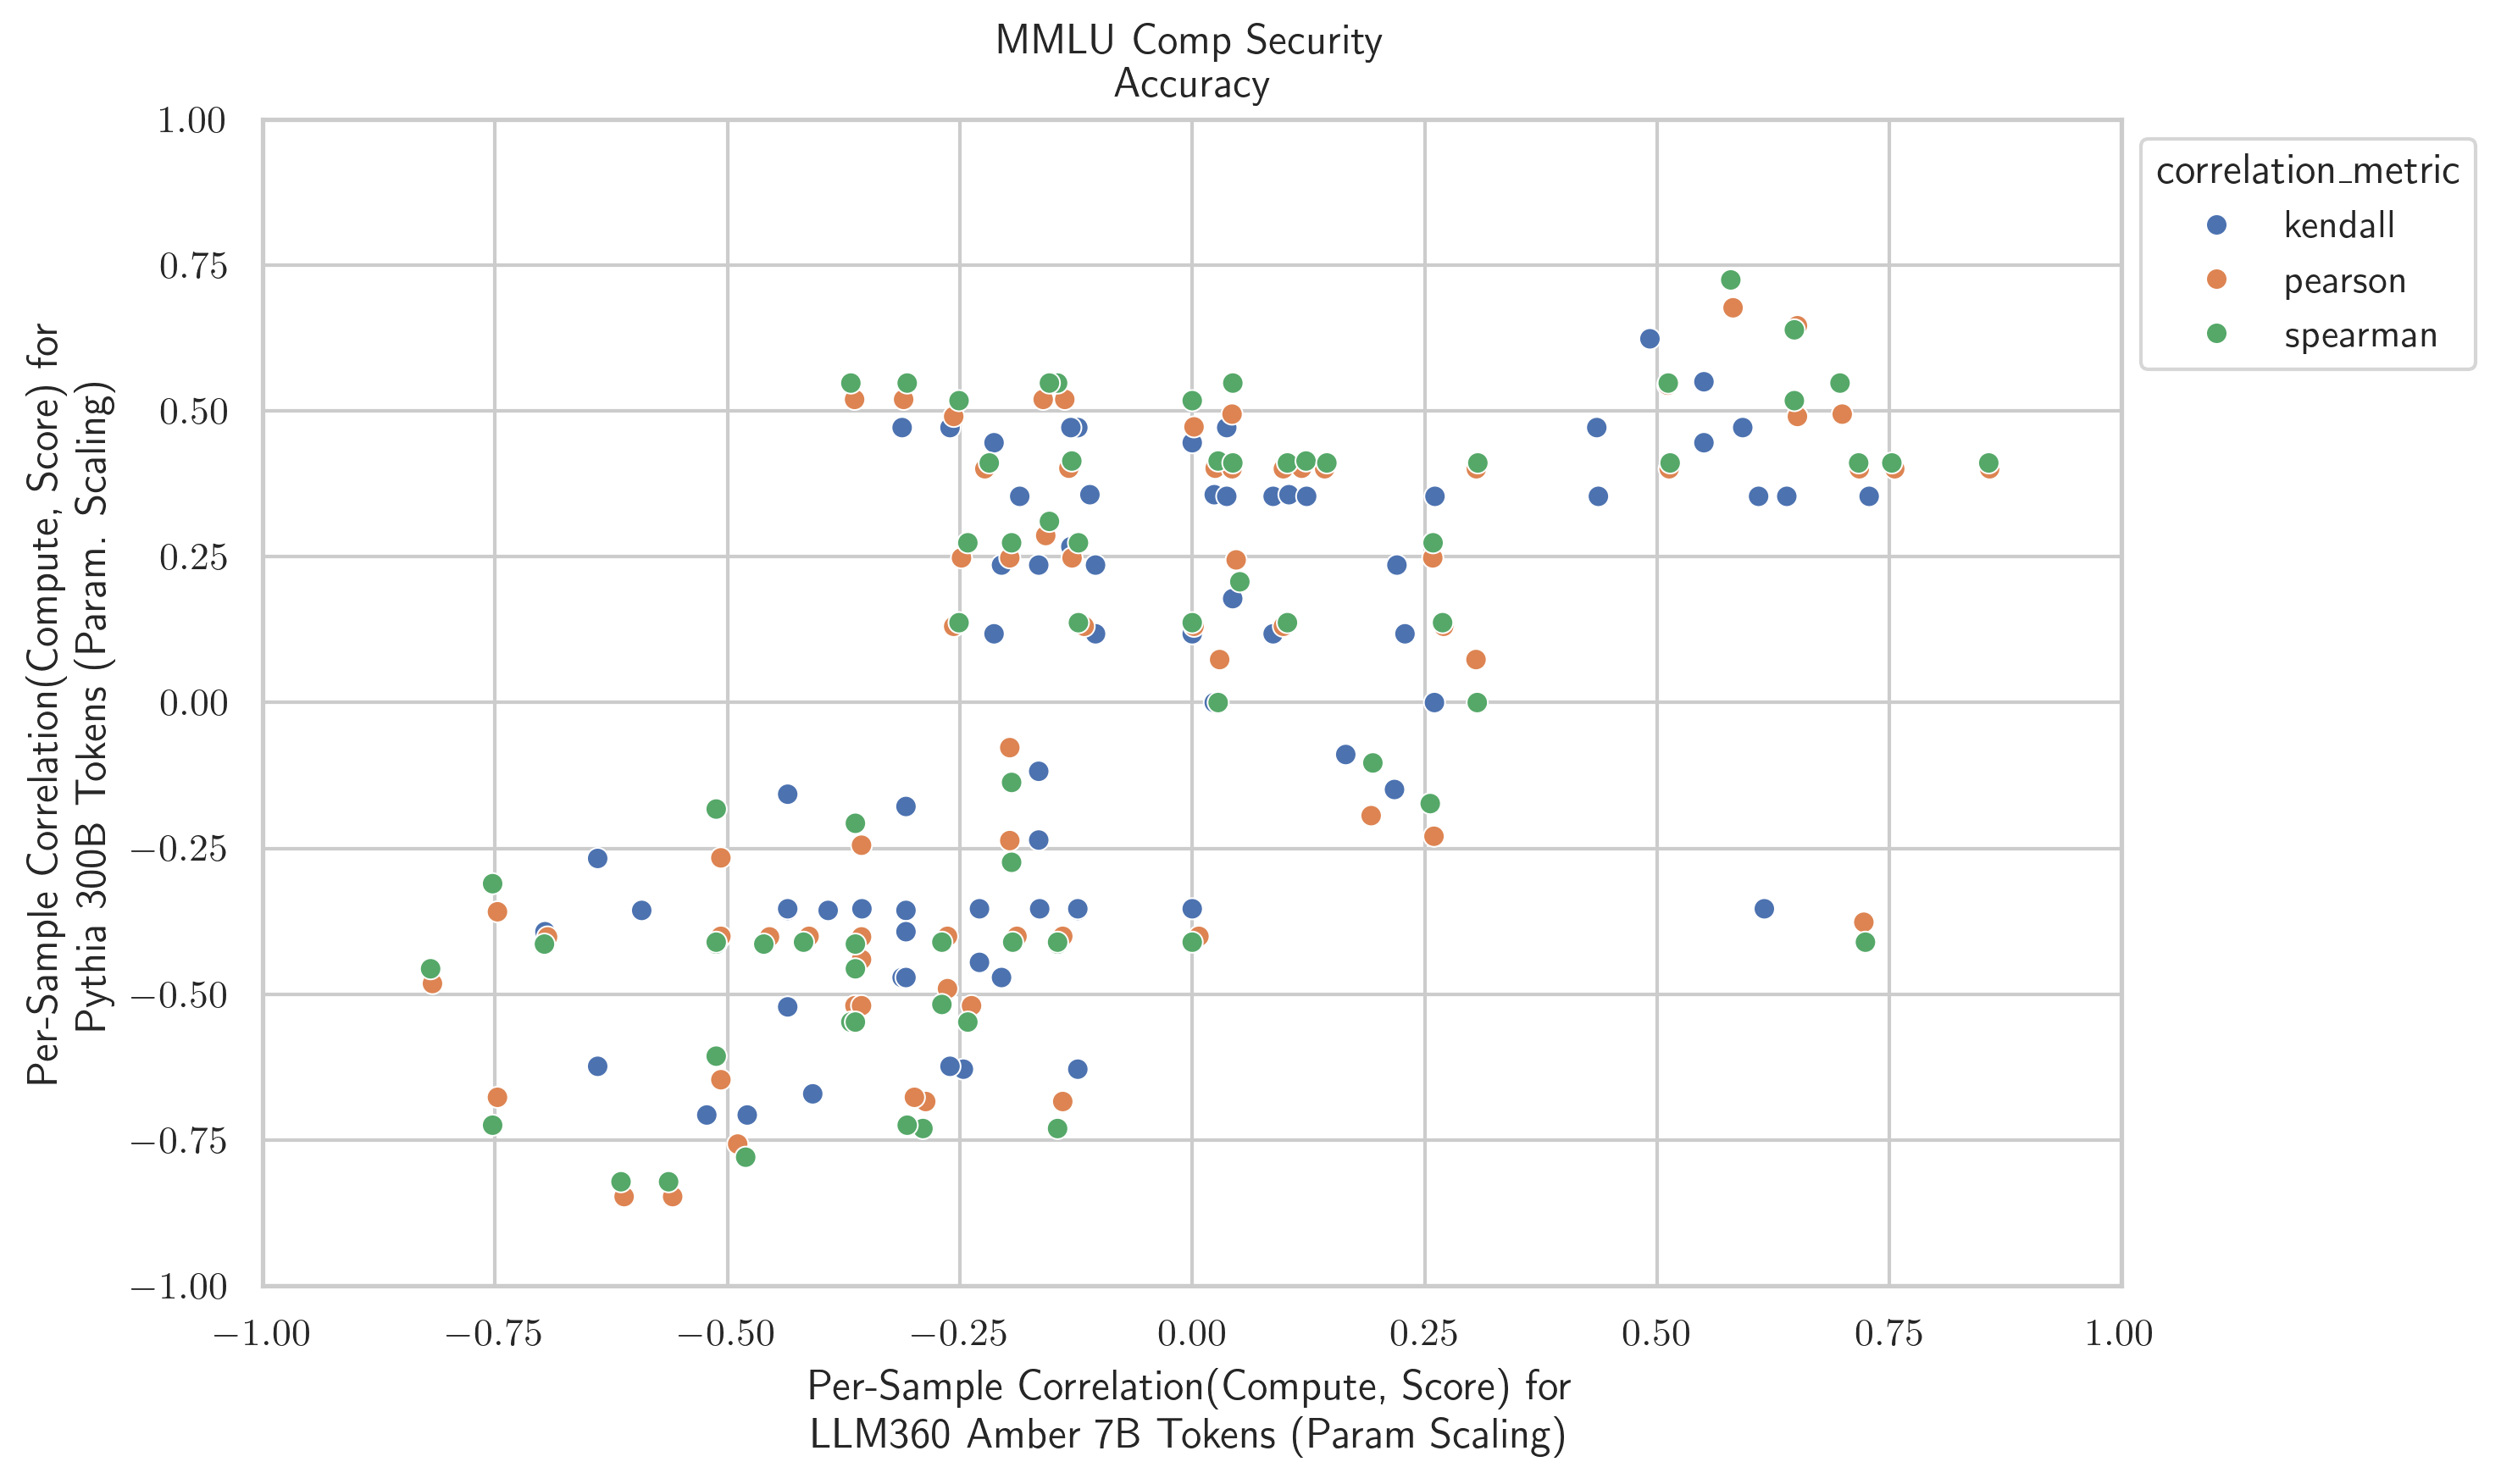 MMLU Comp Security
Accuracy
Per-Sample Correlation(Compute, Score) for
Pythia 300B Tokens (Param. Scaling)
1.00
0.75
0.50
0.25
0.00
−0.25
−0.50
−0.75
−1.00
−1.00 −0.75 −0.50 −0.25 0.00 0.25 0.50 0.75 1.00
Per-Sample Correlation(Compute, Score) for
LLM360 Amber 7B Tokens (Param Scaling)
correlation_metric
kendall
pearson
spearman